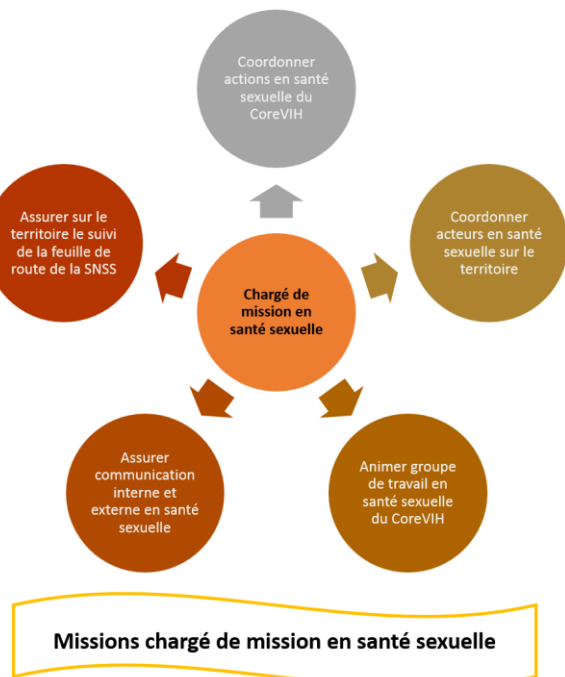 Coordonner
actions en santé
sexuelle du
CoreVIH
Assurer sur le
territoire le suivi
de la feuille de
route de la SNSS
Coordonner
acteurs en santé
sexuelle sur le
territoire
Chargé de
mission en
santé sexuelle
Assurer
communication
interne et
externe en santé
sexuelle
Animer groupe
de travail en
santé sexuelle
du CoreVIH
Missions chargé de mission en santé sexuelle